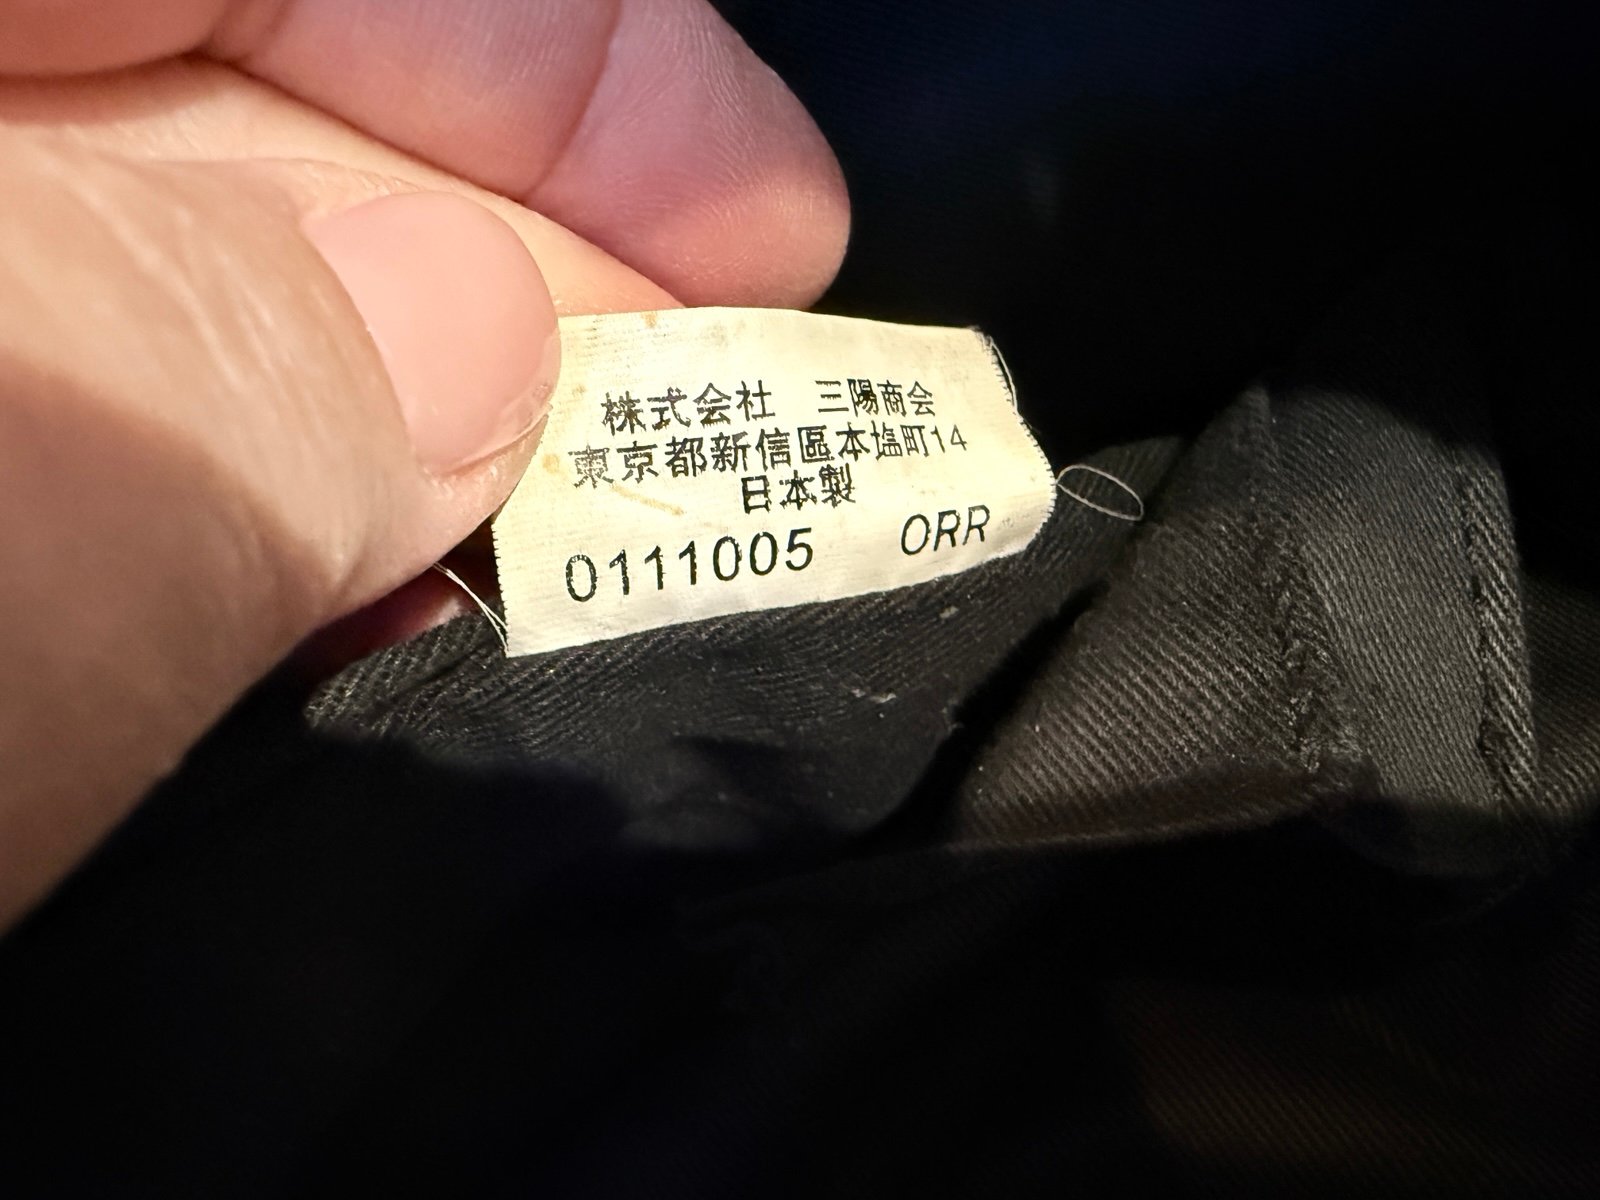 株式会社　三陽商会
東京都新信區本塩町14
日本製
0111005　ORR